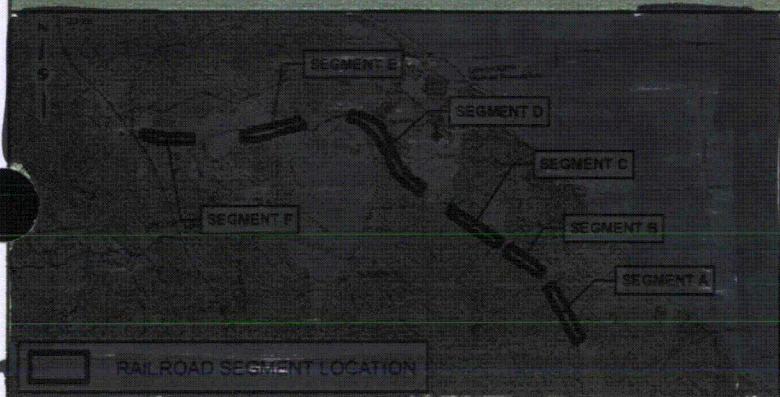 N
SEGMENT E
SEGMENT D
SEGMENT C
SEGMENT F
SEGMENT B
SEGMENT A
RAILROAD SEGMENT LOCATION